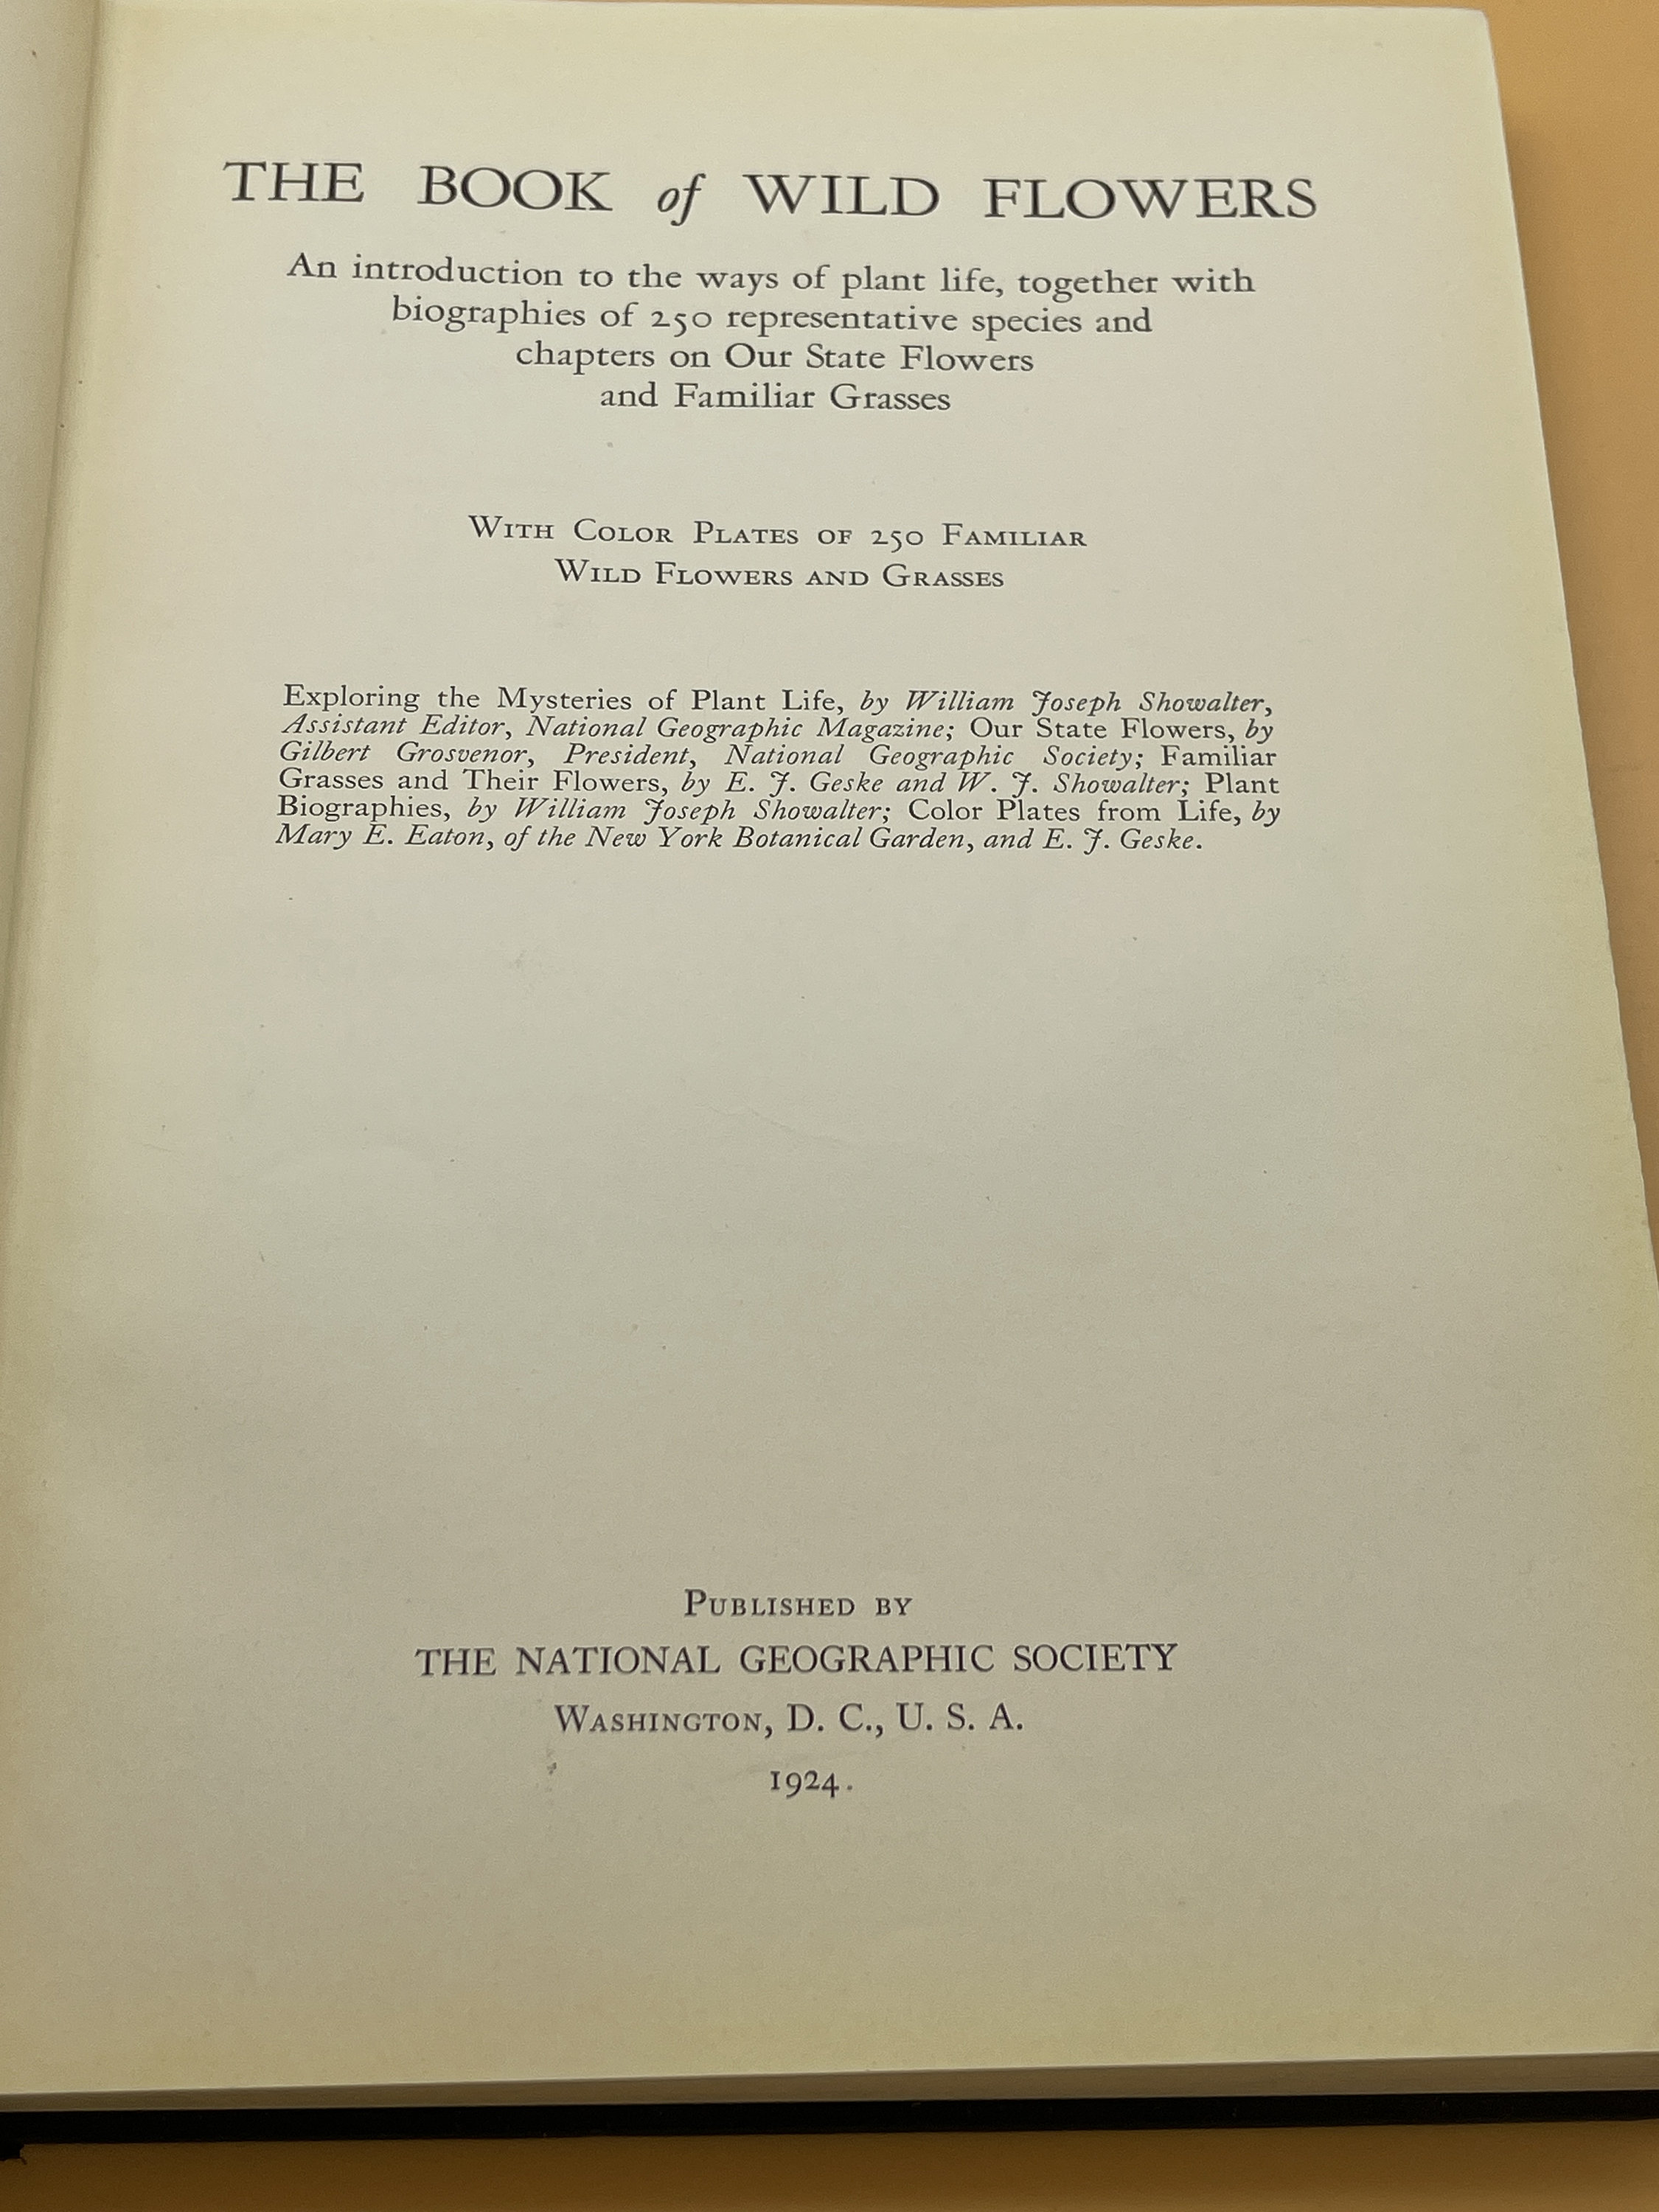 THE BOOK of WILD FLOWERS
An introduction to the ways of plant life, together with
biographies of 250 representative species and
chapters on Our State Flowers
and Familiar Grasses
With Color Plates of 250 Familiar
Wild Flowers and Grasses
Exploring the Mysteries of Plant Life, by William Joseph Showalter,
Assistant Editor, National Geographic Magazine; Our State Flowers, by
Gilbert Grosvenor, President, National Geographic Society; Familiar
Grasses and Their Flowers, by E. J. Geske and W. J. Showalter; Plant
Biographies, by William Joseph Showalter; Color Plates from Life, by
Mary E. Eaton, of the New York Botanical Garden, and E. J. Geske.
Published by
THE NATIONAL GEOGRAPHIC SOCIETY
Washington, D. C., U. S. A.
1924.